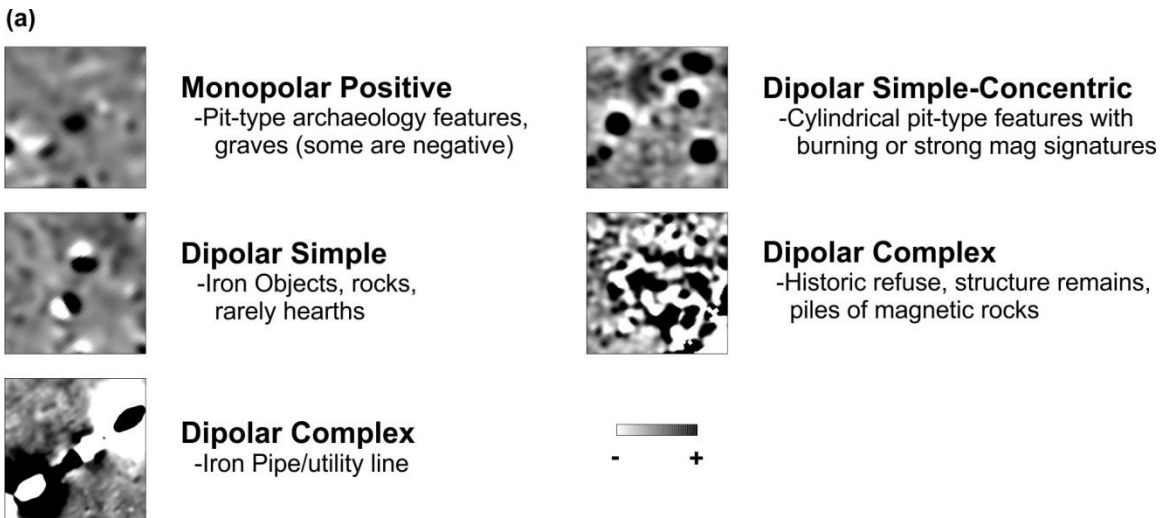 (a)
Monopolar Positive
-Pit-type archaeology features,
graves (some are negative)
Dipolar Simple-Concentric
-Cylindrical pit-type features with
burning or strong mag signatures
Dipolar Simple
-Iron Objects, rocks,
rarely hearths
Dipolar Complex
-Historic refuse, structure remains,
piles of magnetic rocks
Dipolar Complex
-Iron Pipe/utility line
- +